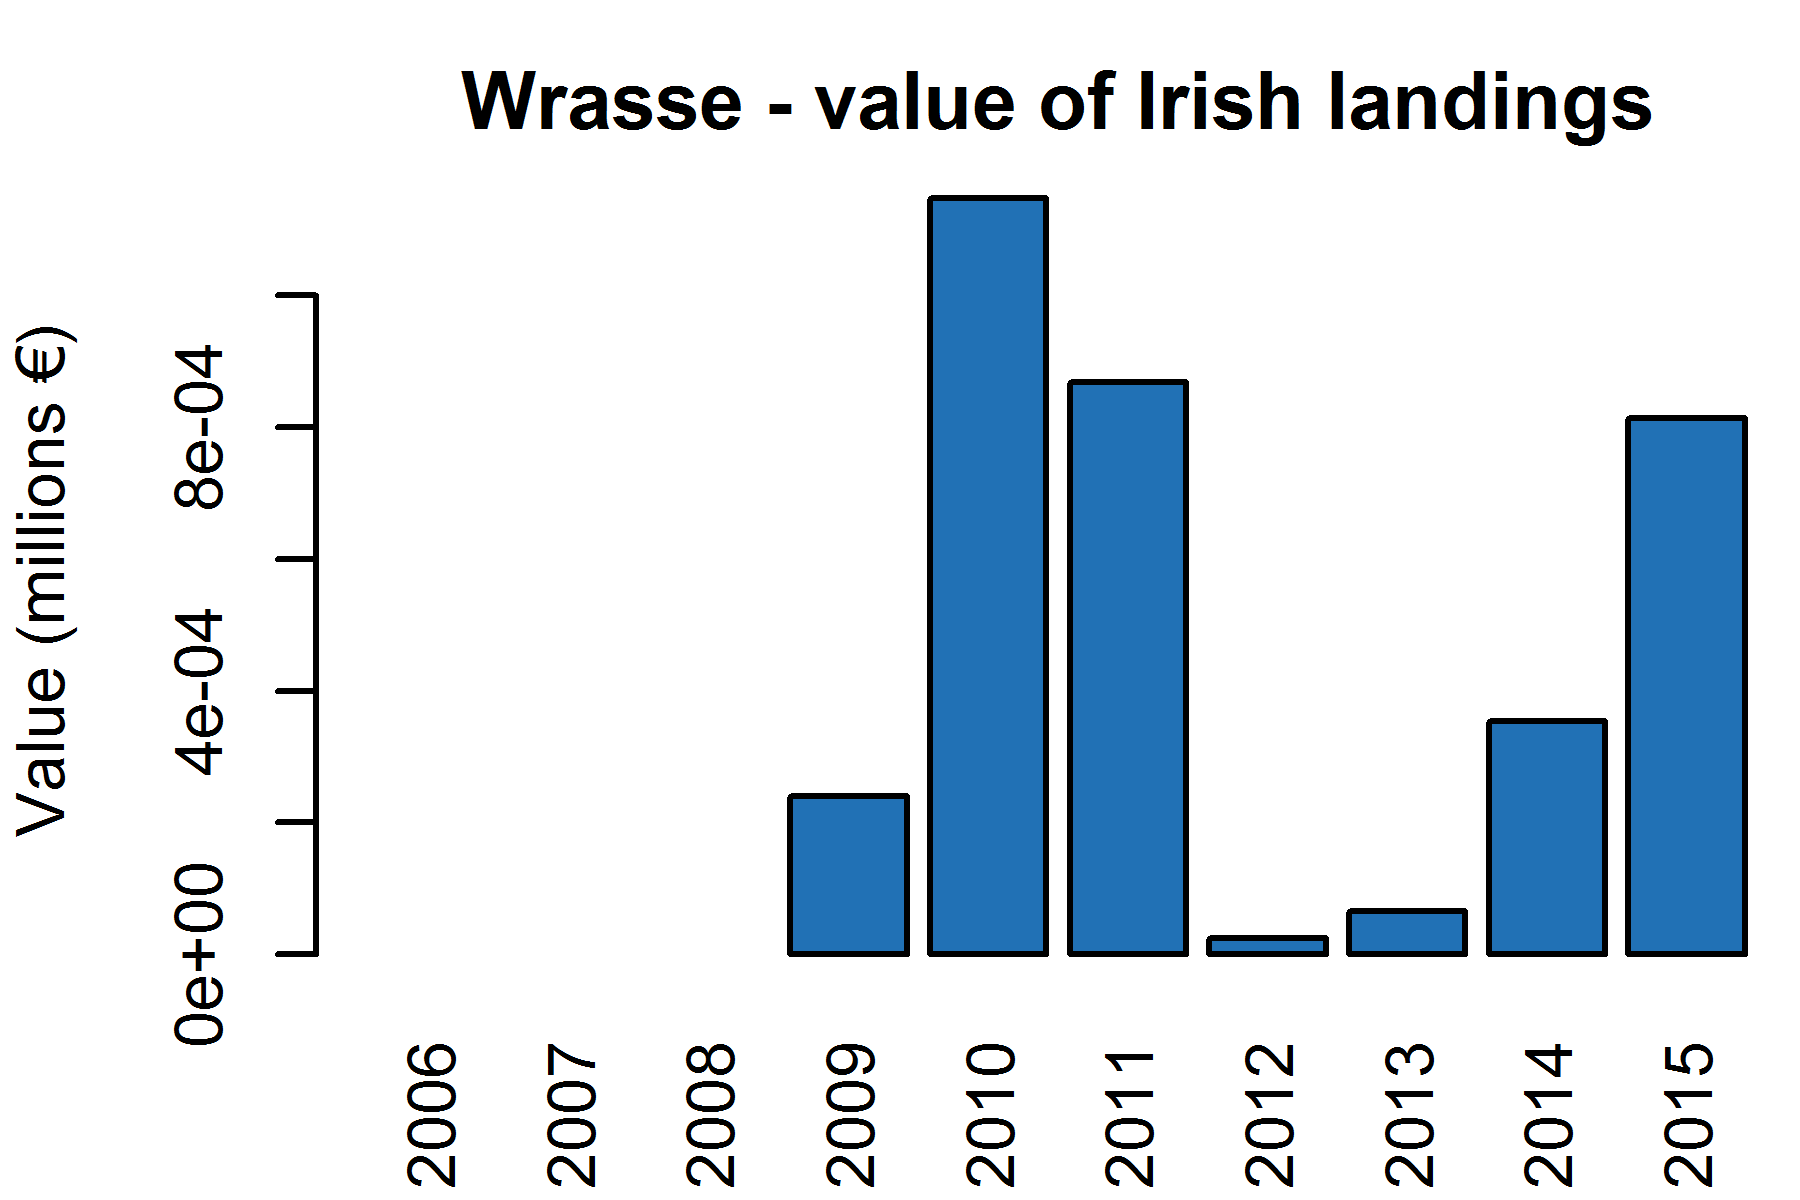 Wrasse - value of Irish landings
Value (millions €)
8e-04
4e-04
0e+00
2006
2007
2008
2009
2010
2011
2012
2013
2014
2015